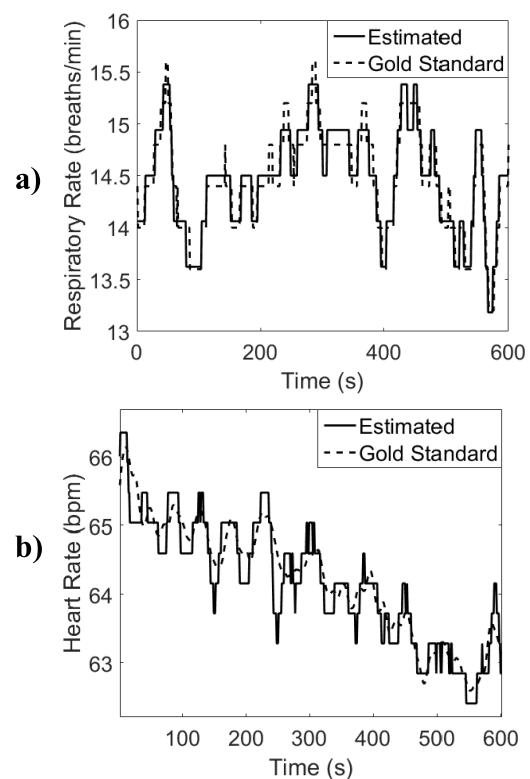 a)
Respiratory Rate (breaths/min)
16
15.5
15
14.5
14
13.5
13
Estimated
Gold Standard
0
200
400
600
Time (s)
b)
Heart Rate (bpm)
66
65
64
63
Estimated
Gold Standard
100
200
300
400
500
600
Time (s)